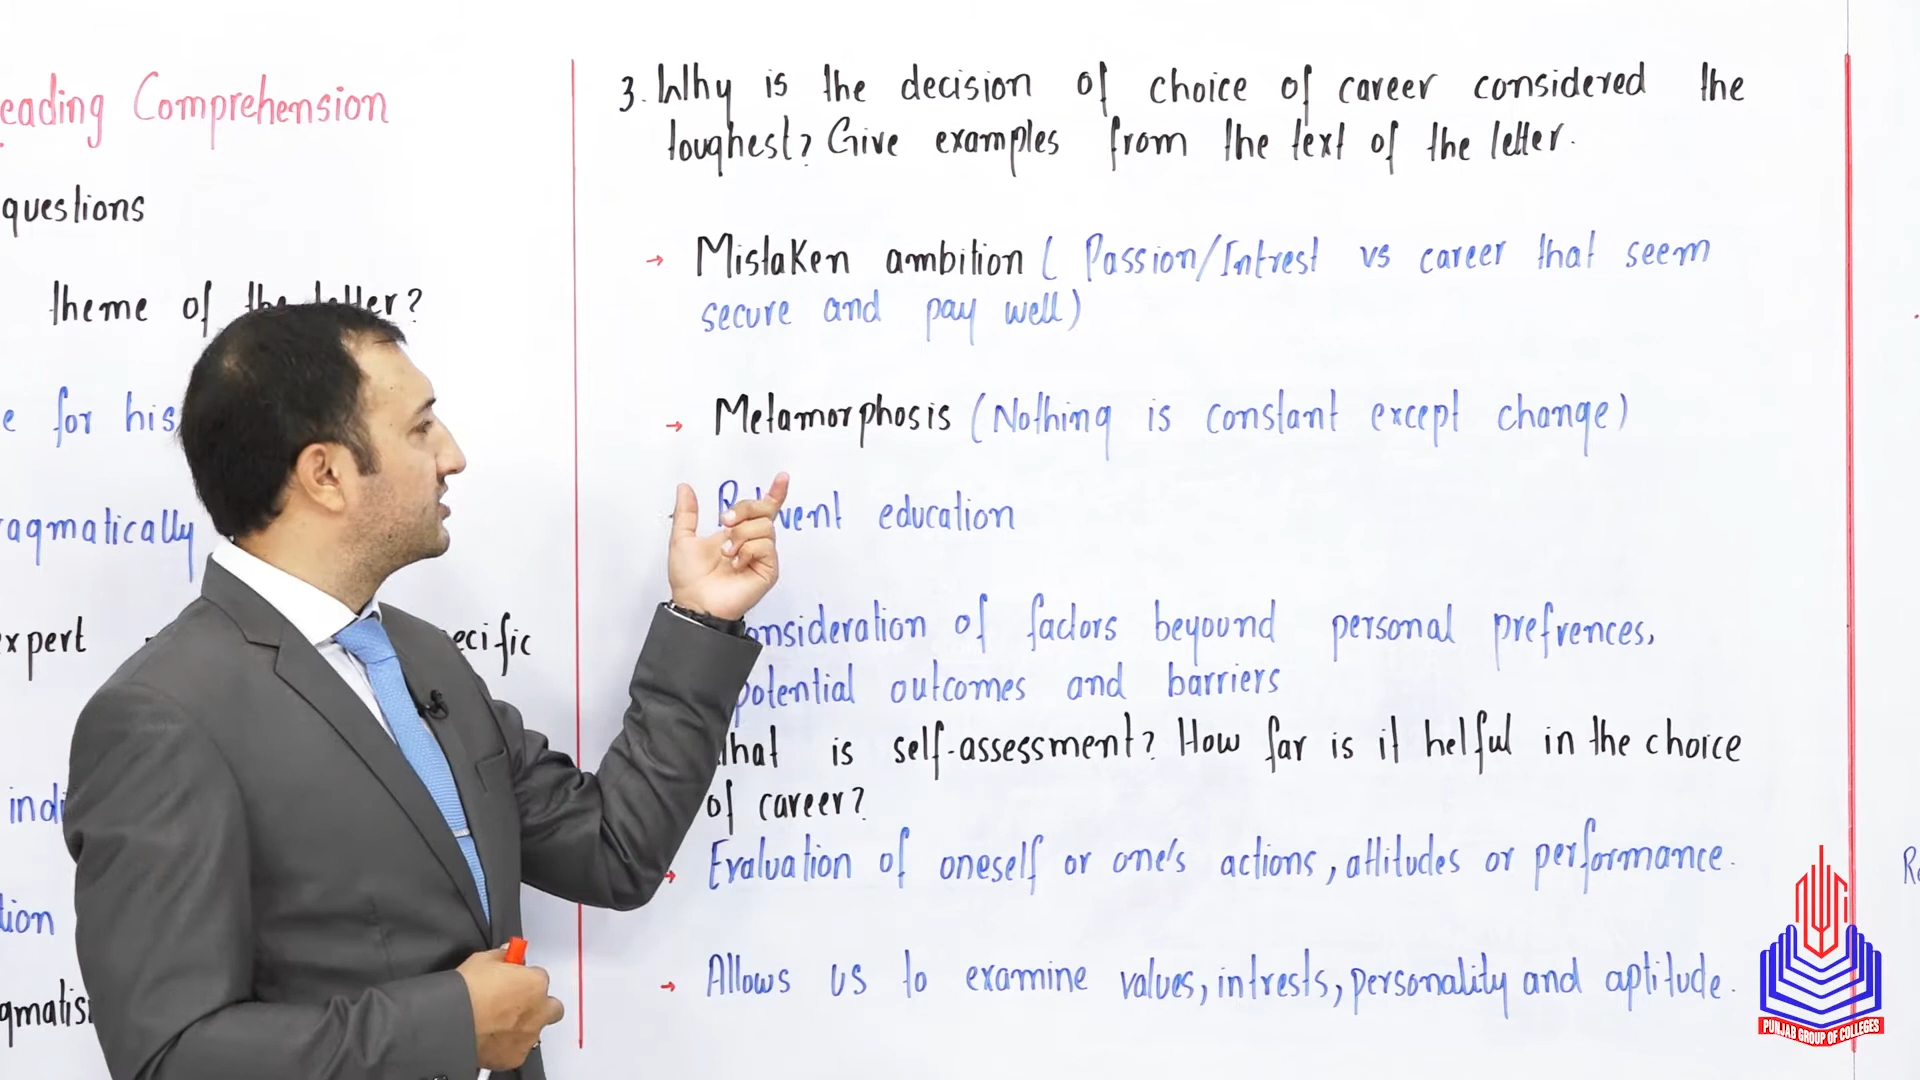 eading Comprehension
questions
theme of the letter?
e for his
ragmatically
expert ecific
indi
tion
gmatis
3. Why is the decision of choice of career considered the
toughest? Give examples from the text of the letter.
→ Mistaken ambition ( Passion/Intrest vs career that seem
secure and pay well)
→ Metamorphosis (Nothing is constant except change)
education
onsideration of factors beyound personal prefrences,
potential outcomes and barriers
hat is self-assessment? How far is it helful in the choice
of career?
→ Evaluation of oneself or one's actions, attitudes or performance.
→ Allows us to examine values, intrests, personality and aptitude.
PUNJAB GROUP OF COLLEGES